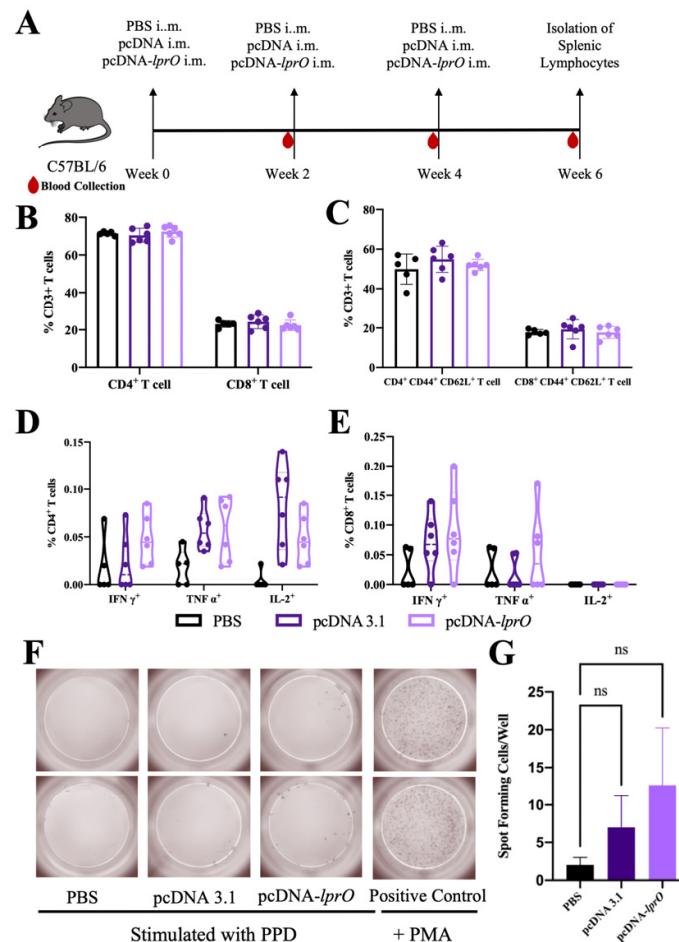 A
PBS i..m.
pcDNA i.m.
pcDNA-lprO i.m.
PBS i..m.
pcDNA i.m.
pcDNA-lprO i.m.
PBS i.m.
pcDNA i.m.
pcDNA-lprO i.m.
Isolation of
Splenic
Lymphocytes
C57BL/6
Blood Collection
Week 0
Week 2
Week 4
Week 6
B
% CD3+ T cells
80
60
40
20
0
CD4+ T cell
CD8+ T cell
C
% CD3+ T cells
80
60
40
20
0
CD4+ CD44+ CD62L+ T cell
CD8+ CD44+ CD62L+ T cell
D
% CD4+ T cells
0.15
0.10
0.05
0.00
IFN γ+
TNF α+
IL-2+
E
% CD8+ T cells
0.25
0.20
0.15
0.10
0.05
0.00
IFN γ+
TNF α+
IL-2+
PBS
pcDNA 3.1
pcDNA-lprO
F
PBS
pcDNA 3.1
pcDNA-lprO
Positive Control
Stimulated with PPD
+ PMA
G
Spot Forming Cells/Well
25
20
15
10
5
0
ns
ns
PBS
pcDNA 3.1
pcDNA-lprO